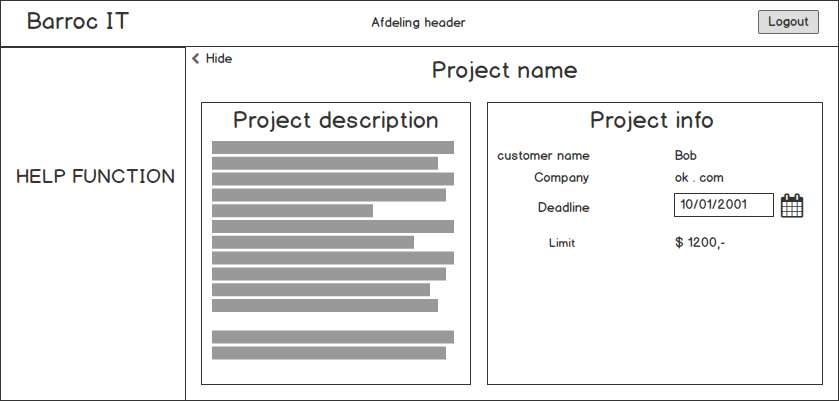 Barroc IT
Afdeling header
Logout
Hide
Project name
HELP FUNCTION
Project description
Project info
customer name Bob
Company ok . com
Deadline 10/01/2001
Limit $ 1200,-